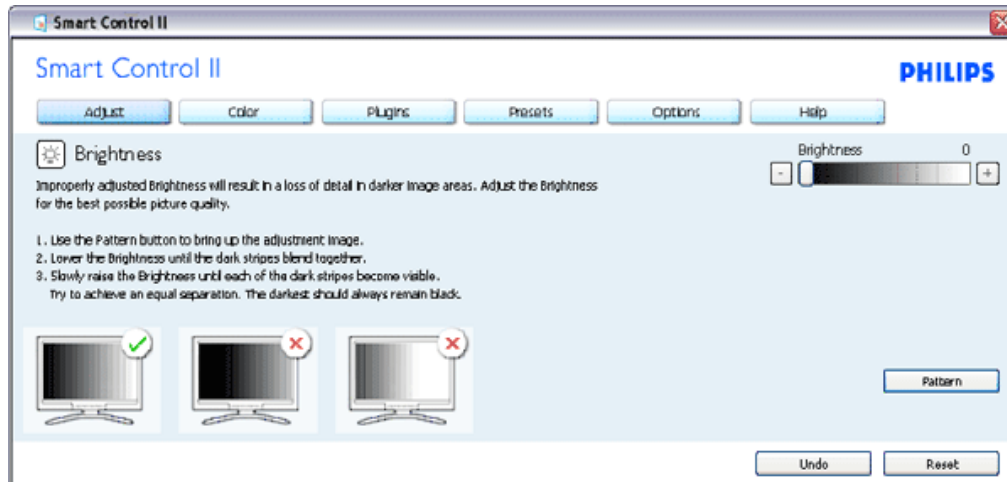 Smart Control II
Smart Control II
PHILIPS
Adjust Color Plugins Presets Options Help
Brightness
Brightness 0
- +
Improperly adjusted Brightness will result in a loss of detail in darker image areas. Adjust the Brightness
for the best possible picture quality.
1. Use the Pattern button to bring up the adjustment image.
2. Lower the Brightness until the dark stripes blend together.
3. Slowly raise the Brightness until each of the dark stripes become visible.
Try to achieve an equal separation. The darkest should always remain black.
Pattern
Undo Reset